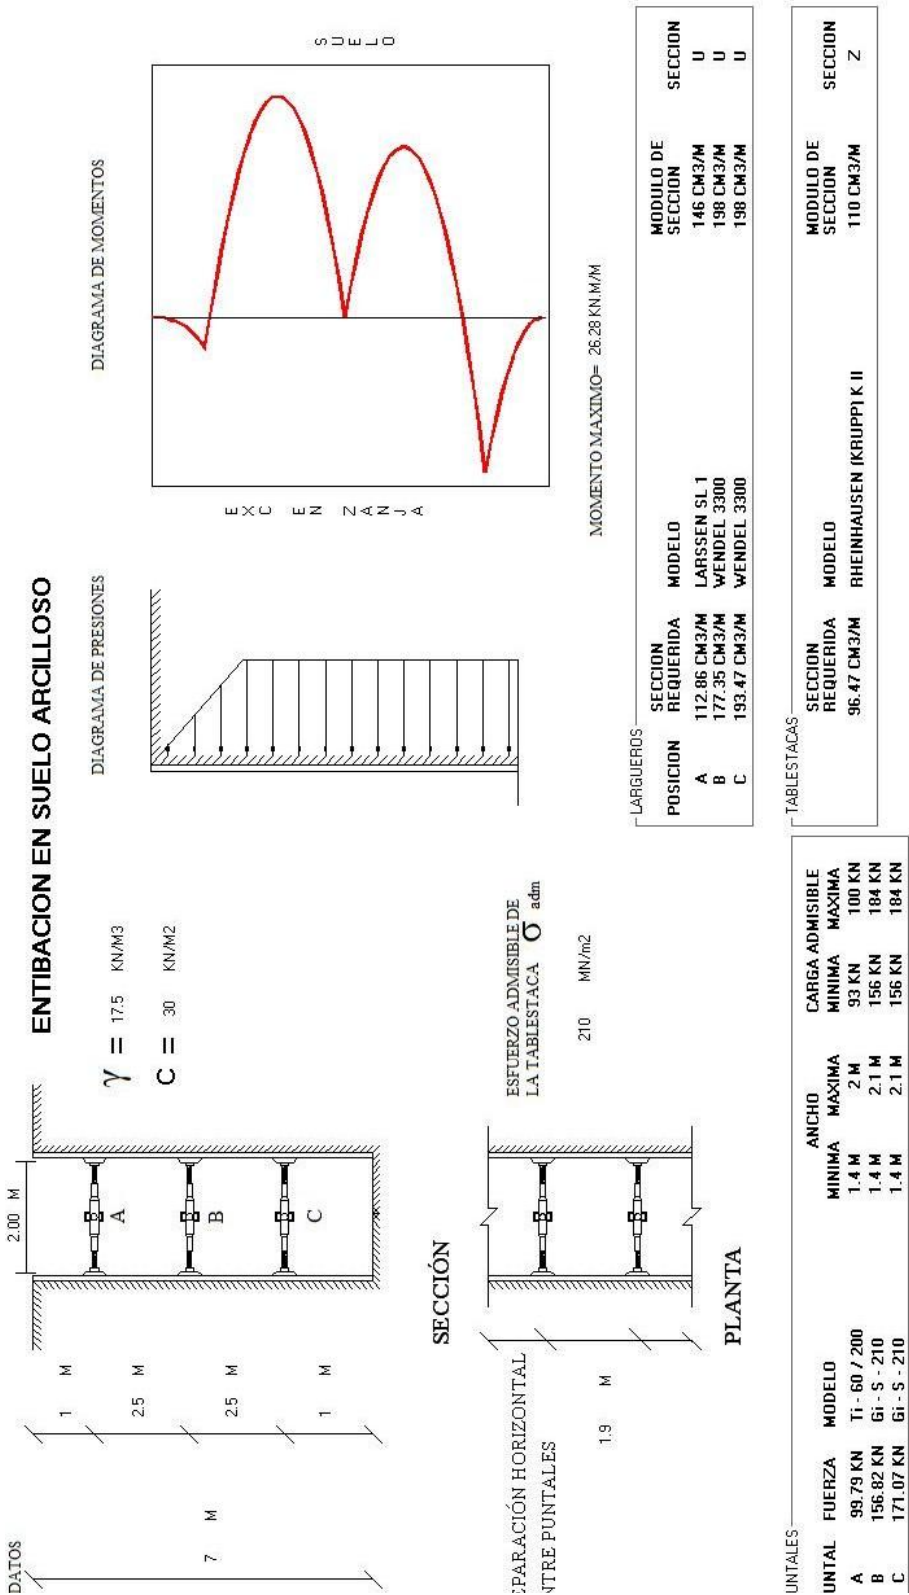 ENTIBACION EN SUELO ARCILLOSO
DATOS
7 M
1 M
2.5 M
2.5 M
1 M
2.00 M
A
B
C
SECCIÓN
γ = 17.5 KN/M3
C = 30 KN/M2
DIAGRAMA DE PRESIONES
DIAGRAMA DE MOMENTOS
EXC EN ZANJA
SUELO
MOMENTO MAXIMO= 26.28 KN.M/M
EPARACIÓN HORIZONTAL
NTRE PUNTALES
1.9 M
PLANTA
ESFUERZO ADMISIBLE DE
LA TABLESTACA σ adm
210 MN/m2
LARGUEROS
POSICION SECCION REQUERIDA MODELO MODULO DE SECCION SECCION
A 112.86 CM3/M LARSSEN SL 1 146 CM3/M U
B 177.35 CM3/M WENDEL 3300 198 CM3/M U
C 193.47 CM3/M WENDEL 3300 198 CM3/M U
UNTALES
UNTAL FUERZA MODELO ANCHO MINIMA MAXIMA CARGA ADMISIBLE MINIMA MAXIMA
A 99.79 KN Ti - 60 / 200 1.4 M 2 M 93 KN 100 KN
B 156.82 KN Gi - S - 210 1.4 M 2.1 M 156 KN 184 KN
C 171.07 KN Gi - S - 210 1.4 M 2.1 M 156 KN 184 KN
TABLESTACAS
SECCION REQUERIDA MODELO MODULO DE SECCION SECCION
96.47 CM3/M RHEINHAUSEN (KRUPP) K II 110 CM3/M Z